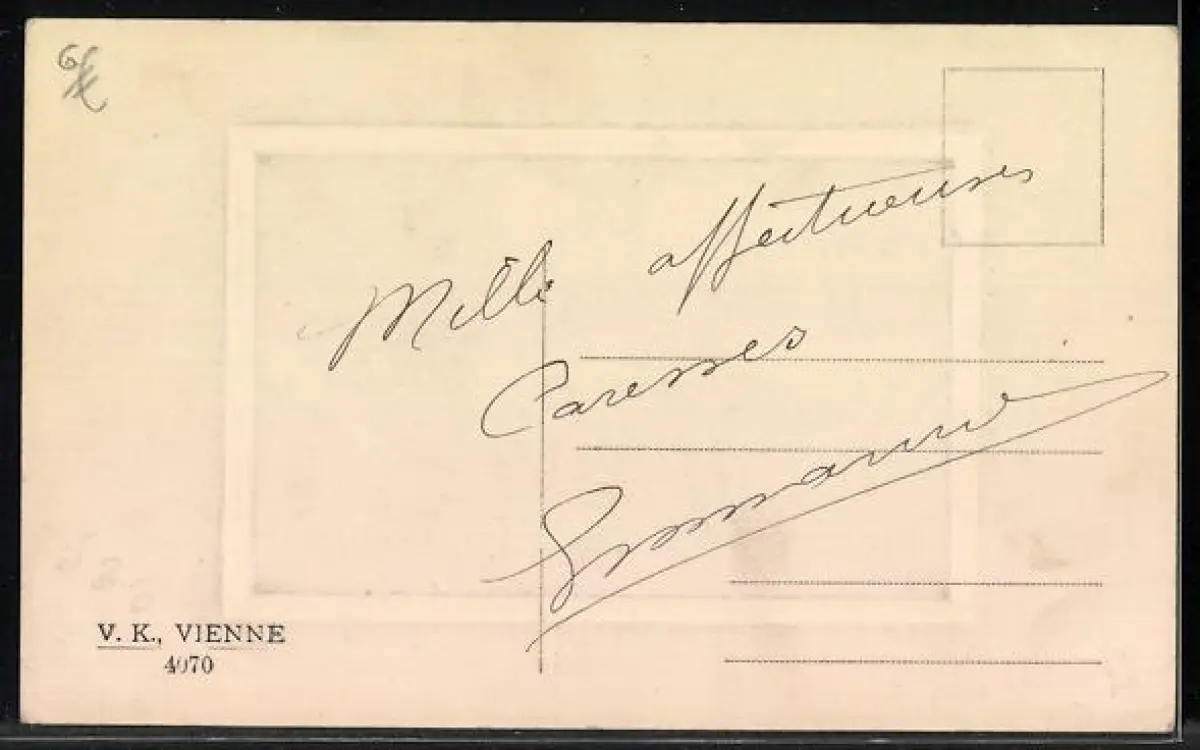 6€
Mille affectueuses
Caresses
V. K., VIENNE
4070